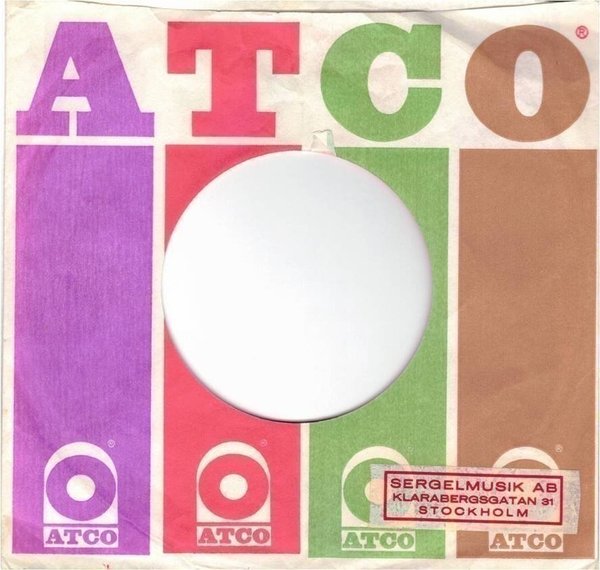 ATCO ®
® ® ®
ATCO ATCO ATCO ATCO
SERGELMUSIK AB
KLARABERGSGATAN 31
STOCKHOLM